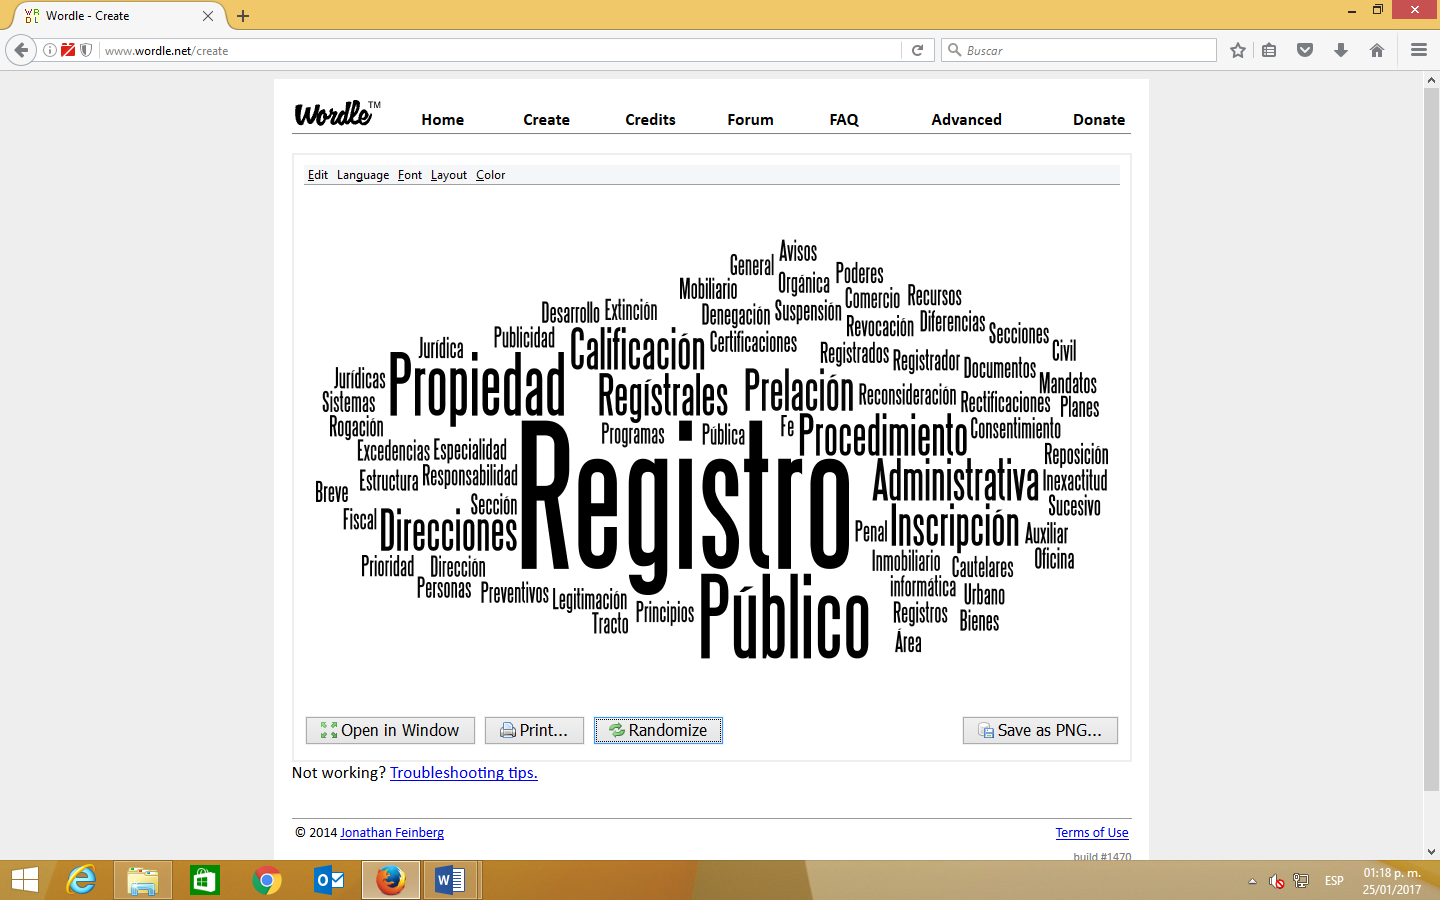 Wordle - Create
www.wordle.net/create
Buscar
Wordle™
Home Create Credits Forum FAQ Advanced Donate
Edit Language Font Layout Color
Avisos
General
Poderes
Orgánica
Mobiliario
Comercio
Recursos
Desarrollo
Extinción
Denegación
Suspensión
Revocación
Diferencias
Publicidad
Calificación
Certificaciones
Secciones
Jurídica
Registrados
Registrador
Civil
Documentos
Jurídicas
Propiedad
Regístrales
Prelación
Reconsideración
Mandatos
Sistemas
Rectificaciones
Planes
Rogación
Programas
Pública
Fe
Procedimiento
Consentimiento
Excedencias
Especialidad
Reposición
Estructura
Responsabilidad
Registro
Administrativa
Inexactitud
Breve
Sección
Sucesivo
Fiscal
Direcciones
Penal
Inscripción
Auxiliar
Prioridad
Dirección
Inmobiliario
Cautelares
Oficina
Personas
Preventivos
Legitimación
Principios
Público
informática
Urbano
Tracto
Registros
Bienes
Área
Open in Window Print... Randomize Save as PNG...
Not working? Troubleshooting tips.
© 2014 Jonathan Feinberg Terms of Use
build #1470
ESP
01:18 p. m.
25/01/2017